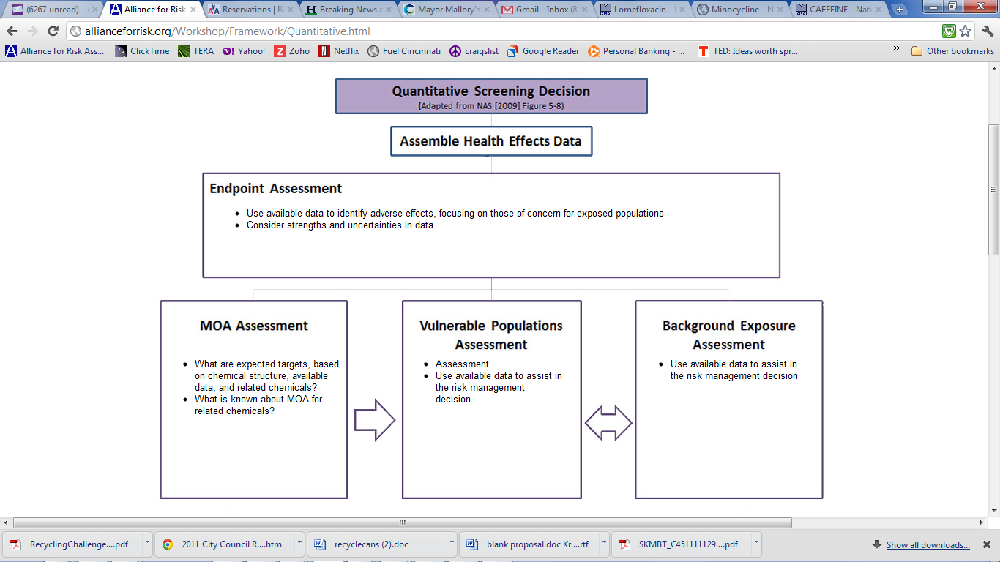 (6267 unread) -
Alliance for Risk
Reservations | Be
Breaking News a
Mayor Mallory's
Gmail - Inbox (8
Lomefloxacin -
Minocycline - N
CAFFEINE - Nati
allianceforrisk.org/Workshop/Framework/Quantitative.html
Alliance for Risk Ass...
ClickTime
TERA
Yahoo!
Zoho
Netflix
Fuel Cincinnati
craigslist
Google Reader
Personal Banking - ...
TED: Ideas worth spr...
Other bookmarks
Quantitative Screening Decision
(Adapted from NAS [2009] Figure 5-8)
Assemble Health Effects Data
Endpoint Assessment
• Use available data to identify adverse effects, focusing on those of concern for exposed populations
• Consider strengths and uncertainties in data
MOA Assessment
• What are expected targets, based
on chemical structure, available
data, and related chemicals?
• What is known about MOA for
related chemicals?
Vulnerable Populations
Assessment
• Assessment
• Use available data to assist in
the risk management
decision
Background Exposure
Assessment
• Use available data to assist in
the risk management decision
RecyclingChallenge....pdf
2011 City Council R....htm
recyclecans (2).doc
blank proposal.doc Kr....rtf
SKMBT_C451111129....pdf
Show all downloads...